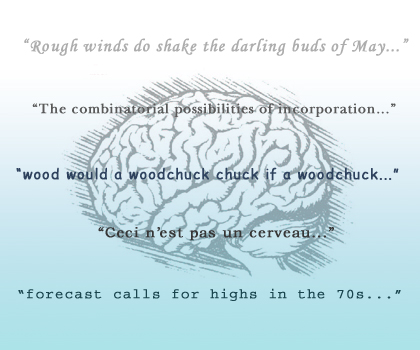 “Rough winds do shake the darling buds of May...”
“The combinatorial possibilities of incorporation...”
“wood would a woodchuck chuck if a woodchuck...”
“Ceci n’est pas un cerveau...”
“forecast calls for highs in the 70s...”